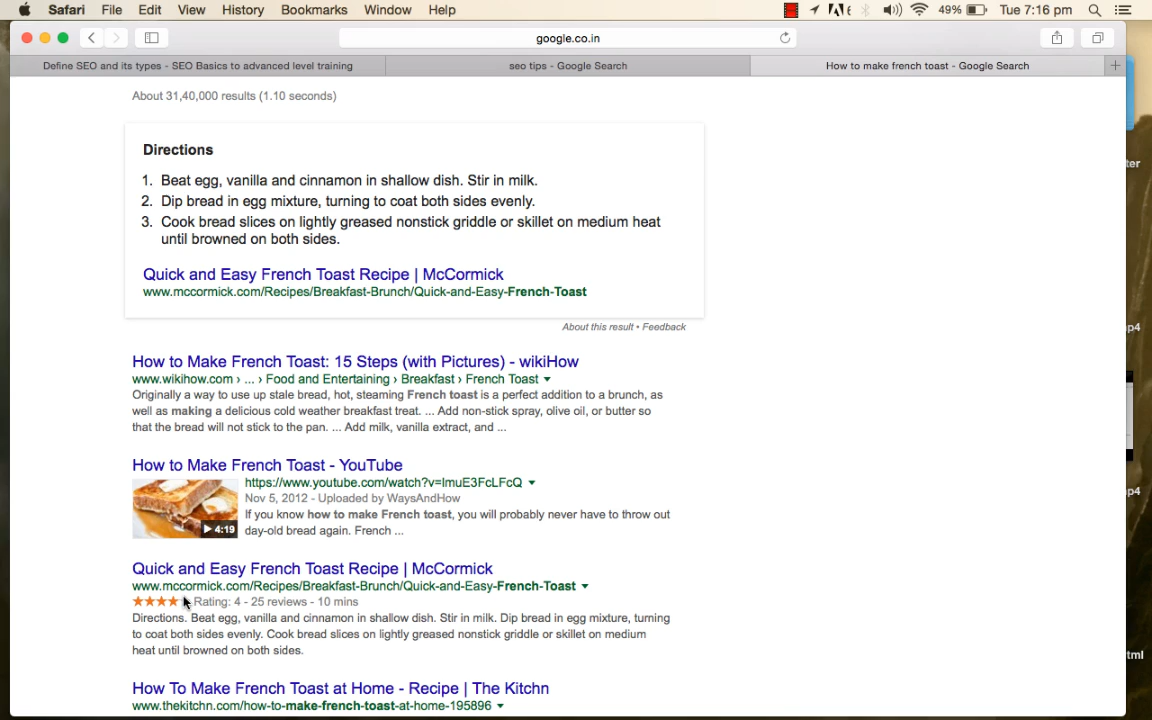 Safari File Edit View History Bookmarks Window Help 49% Tue 7:16 pm
google.co.in
Define SEO and its types - SEO Basics to advanced level training
seo tips - Google Search
How to make french toast - Google Search
About 31,40,000 results (1.10 seconds)
Directions
1. Beat egg, vanilla and cinnamon in shallow dish. Stir in milk.
2. Dip bread in egg mixture, turning to coat both sides evenly.
3. Cook bread slices on lightly greased nonstick griddle or skillet on medium heat
until browned on both sides.
Quick and Easy French Toast Recipe | McCormick
www.mccormick.com/Recipes/Breakfast-Brunch/Quick-and-Easy-French-Toast
About this result • Feedback
How to Make French Toast: 15 Steps (with Pictures) - wikiHow
www.wikihow.com › ... › Food and Entertaining › Breakfast › French Toast
Originally a way to use up stale bread, hot, steaming French toast is a perfect addition to a brunch, as
well as making a delicious cold weather breakfast treat. ... Add non-stick spray, olive oil, or butter so
that the bread will not stick to the pan. ... Add milk, vanilla extract, and ...
How to Make French Toast - YouTube
https://www.youtube.com/watch?v=lmuE3FcLFcQ
Nov 5, 2012 - Uploaded by WaysAndHow
If you know how to make French toast, you will probably never have to throw out
4:19
day-old bread again. French ...
Quick and Easy French Toast Recipe | McCormick
www.mccormick.com/Recipes/Breakfast-Brunch/Quick-and-Easy-French-Toast
Rating: 4 - 25 reviews - 10 mins
Directions. Beat egg, vanilla and cinnamon in shallow dish. Stir in milk. Dip bread in egg mixture, turning
to coat both sides evenly. Cook bread slices on lightly greased nonstick griddle or skillet on medium
heat until browned on both sides.
How To Make French Toast at Home - Recipe | The Kitchn
www.thekitchn.com/how-to-make-french-toast-at-home-195896